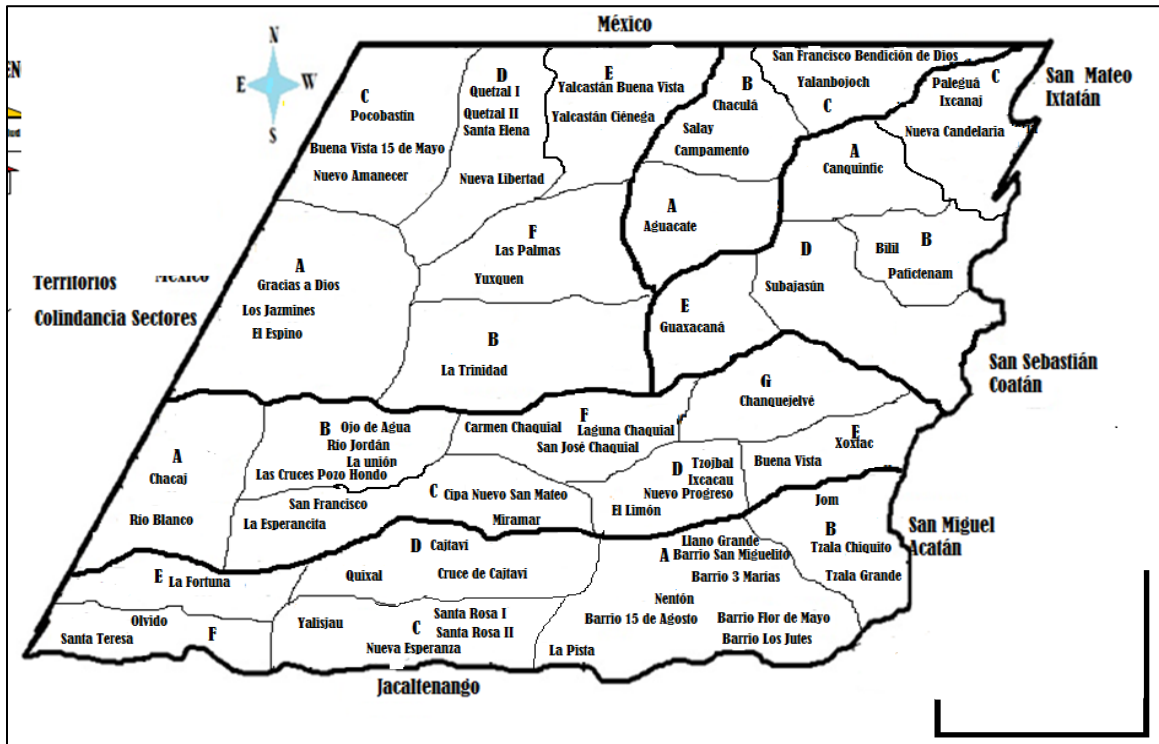 México
EN
N
E W
S
lud
C
Pocobastín
Buena Vista 15 de Mayo
Nuevo Amanecer
D
Quetzal I
Quetzal II
Santa Elena
Nueva Libertad
E
Yalcastán Buena Vista
Yalcastán Ciénega
B
Chaculá
Salay
Campamento
San Francisco Bendición de Dios
Yalanbojoch
C
Paleguá C
Ixcanaj
Nueva Candelaria
San Mateo
Ixtatán
A
Canquintic
A
Aguacate
F
Las Palmas
Yuxquen
D
Subajasún
Bilil B
Patictenam
Territorios México
Colindancia Sectores
A
Gracias a Dios
Los Jazmines
El Espino
E
Guaxacaná
B
La Trinidad
San Sebastián
Coatán
G
Chanquejelvé
A
Chacaj
Río Blanco
B Ojo de Agua
Río Jordán
La unión
Las Cruces Pozo Hondo
F
Carmen Chaquial Laguna Chaquial
San José Chaquial
E
Xoxtac
Buena Vista
D Tzojbal
Ixcacau
Nuevo Progreso
El Limón
C Cipa Nuevo San Mateo
San Francisco
La Esperancita
Miramar
Jom
B
Tzala Chiquito
Tzala Grande
San Miguel
Acatán
D Cajtaví
Quixal Cruce de Cajtaví
Llano Grande
A Barrio San Miguelito
Barrio 3 Marías
Nentón
Barrio 15 de Agosto Barrio Flor de Mayo
Barrio Los Jutes
La Pista
E La Fortuna
Olvido
Santa Teresa F
Yalisjau C Santa Rosa I
Santa Rosa II
Nueva Esperanza
Jacaltenango